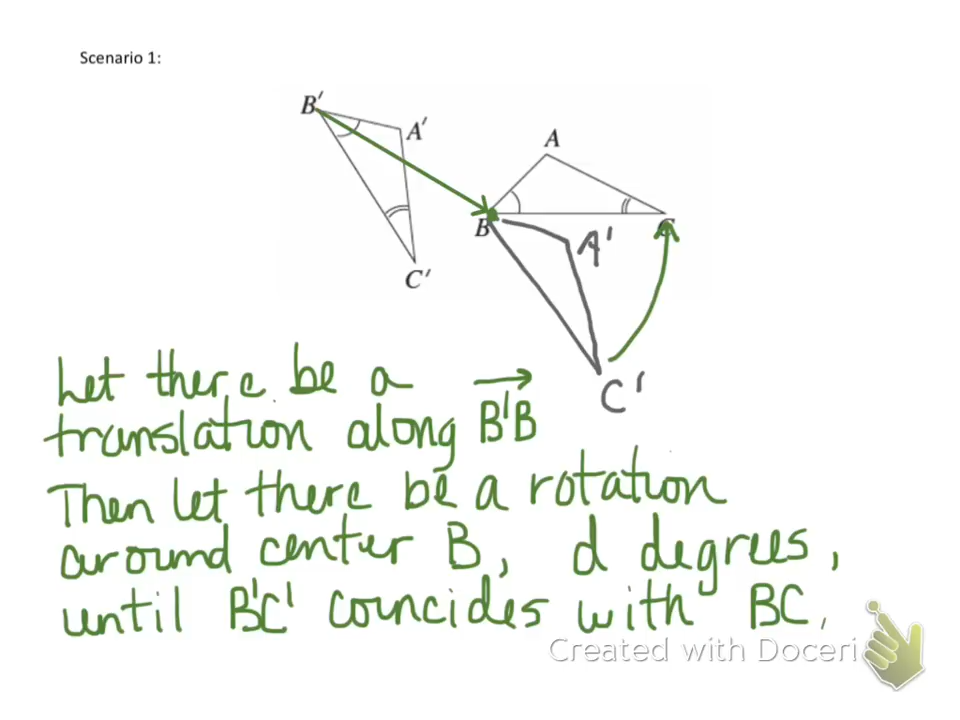 Scenario 1:
B'
A'
C'
A
B
C
A'
C'
Let there be a
translation along B'B
Then let there be a rotation
around center B, d degrees,
until B'C' coincides with BC.
Created with Doceri